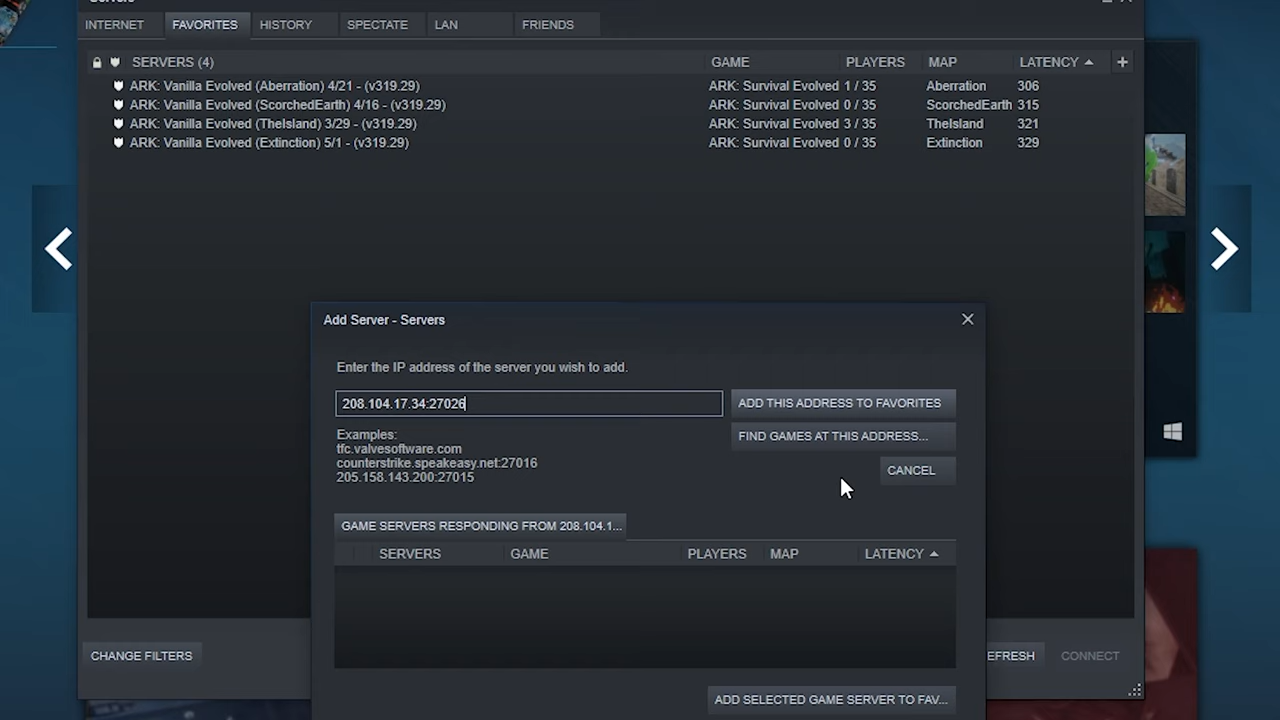 Servers
INTERNET FAVORITES HISTORY SPECTATE LAN FRIENDS
SERVERS (4) GAME PLAYERS MAP LATENCY +
ARK: Vanilla Evolved (Aberration) 4/21 - (v319.29) ARK: Survival Evolved 1 / 35 Aberration 306
ARK: Vanilla Evolved (ScorchedEarth) 4/16 - (v319.29) ARK: Survival Evolved 0 / 35 ScorchedEarth 315
ARK: Vanilla Evolved (TheIsland) 3/29 - (v319.29) ARK: Survival Evolved 3 / 35 TheIsland 321
ARK: Vanilla Evolved (Extinction) 5/1 - (v319.29) ARK: Survival Evolved 0 / 35 Extinction 329
Add Server - Servers
Enter the IP address of the server you wish to add.
208.104.17.34:27026 ADD THIS ADDRESS TO FAVORITES
Examples: FIND GAMES AT THIS ADDRESS...
tfc.valvesoftware.com
counterstrike.speakeasy.net:27016 CANCEL
205.158.143.200:27015
GAME SERVERS RESPONDING FROM 208.104.1...
SERVERS GAME PLAYERS MAP LATENCY
CHANGE FILTERS EFRESH CONNECT
ADD SELECTED GAME SERVER TO FAV...